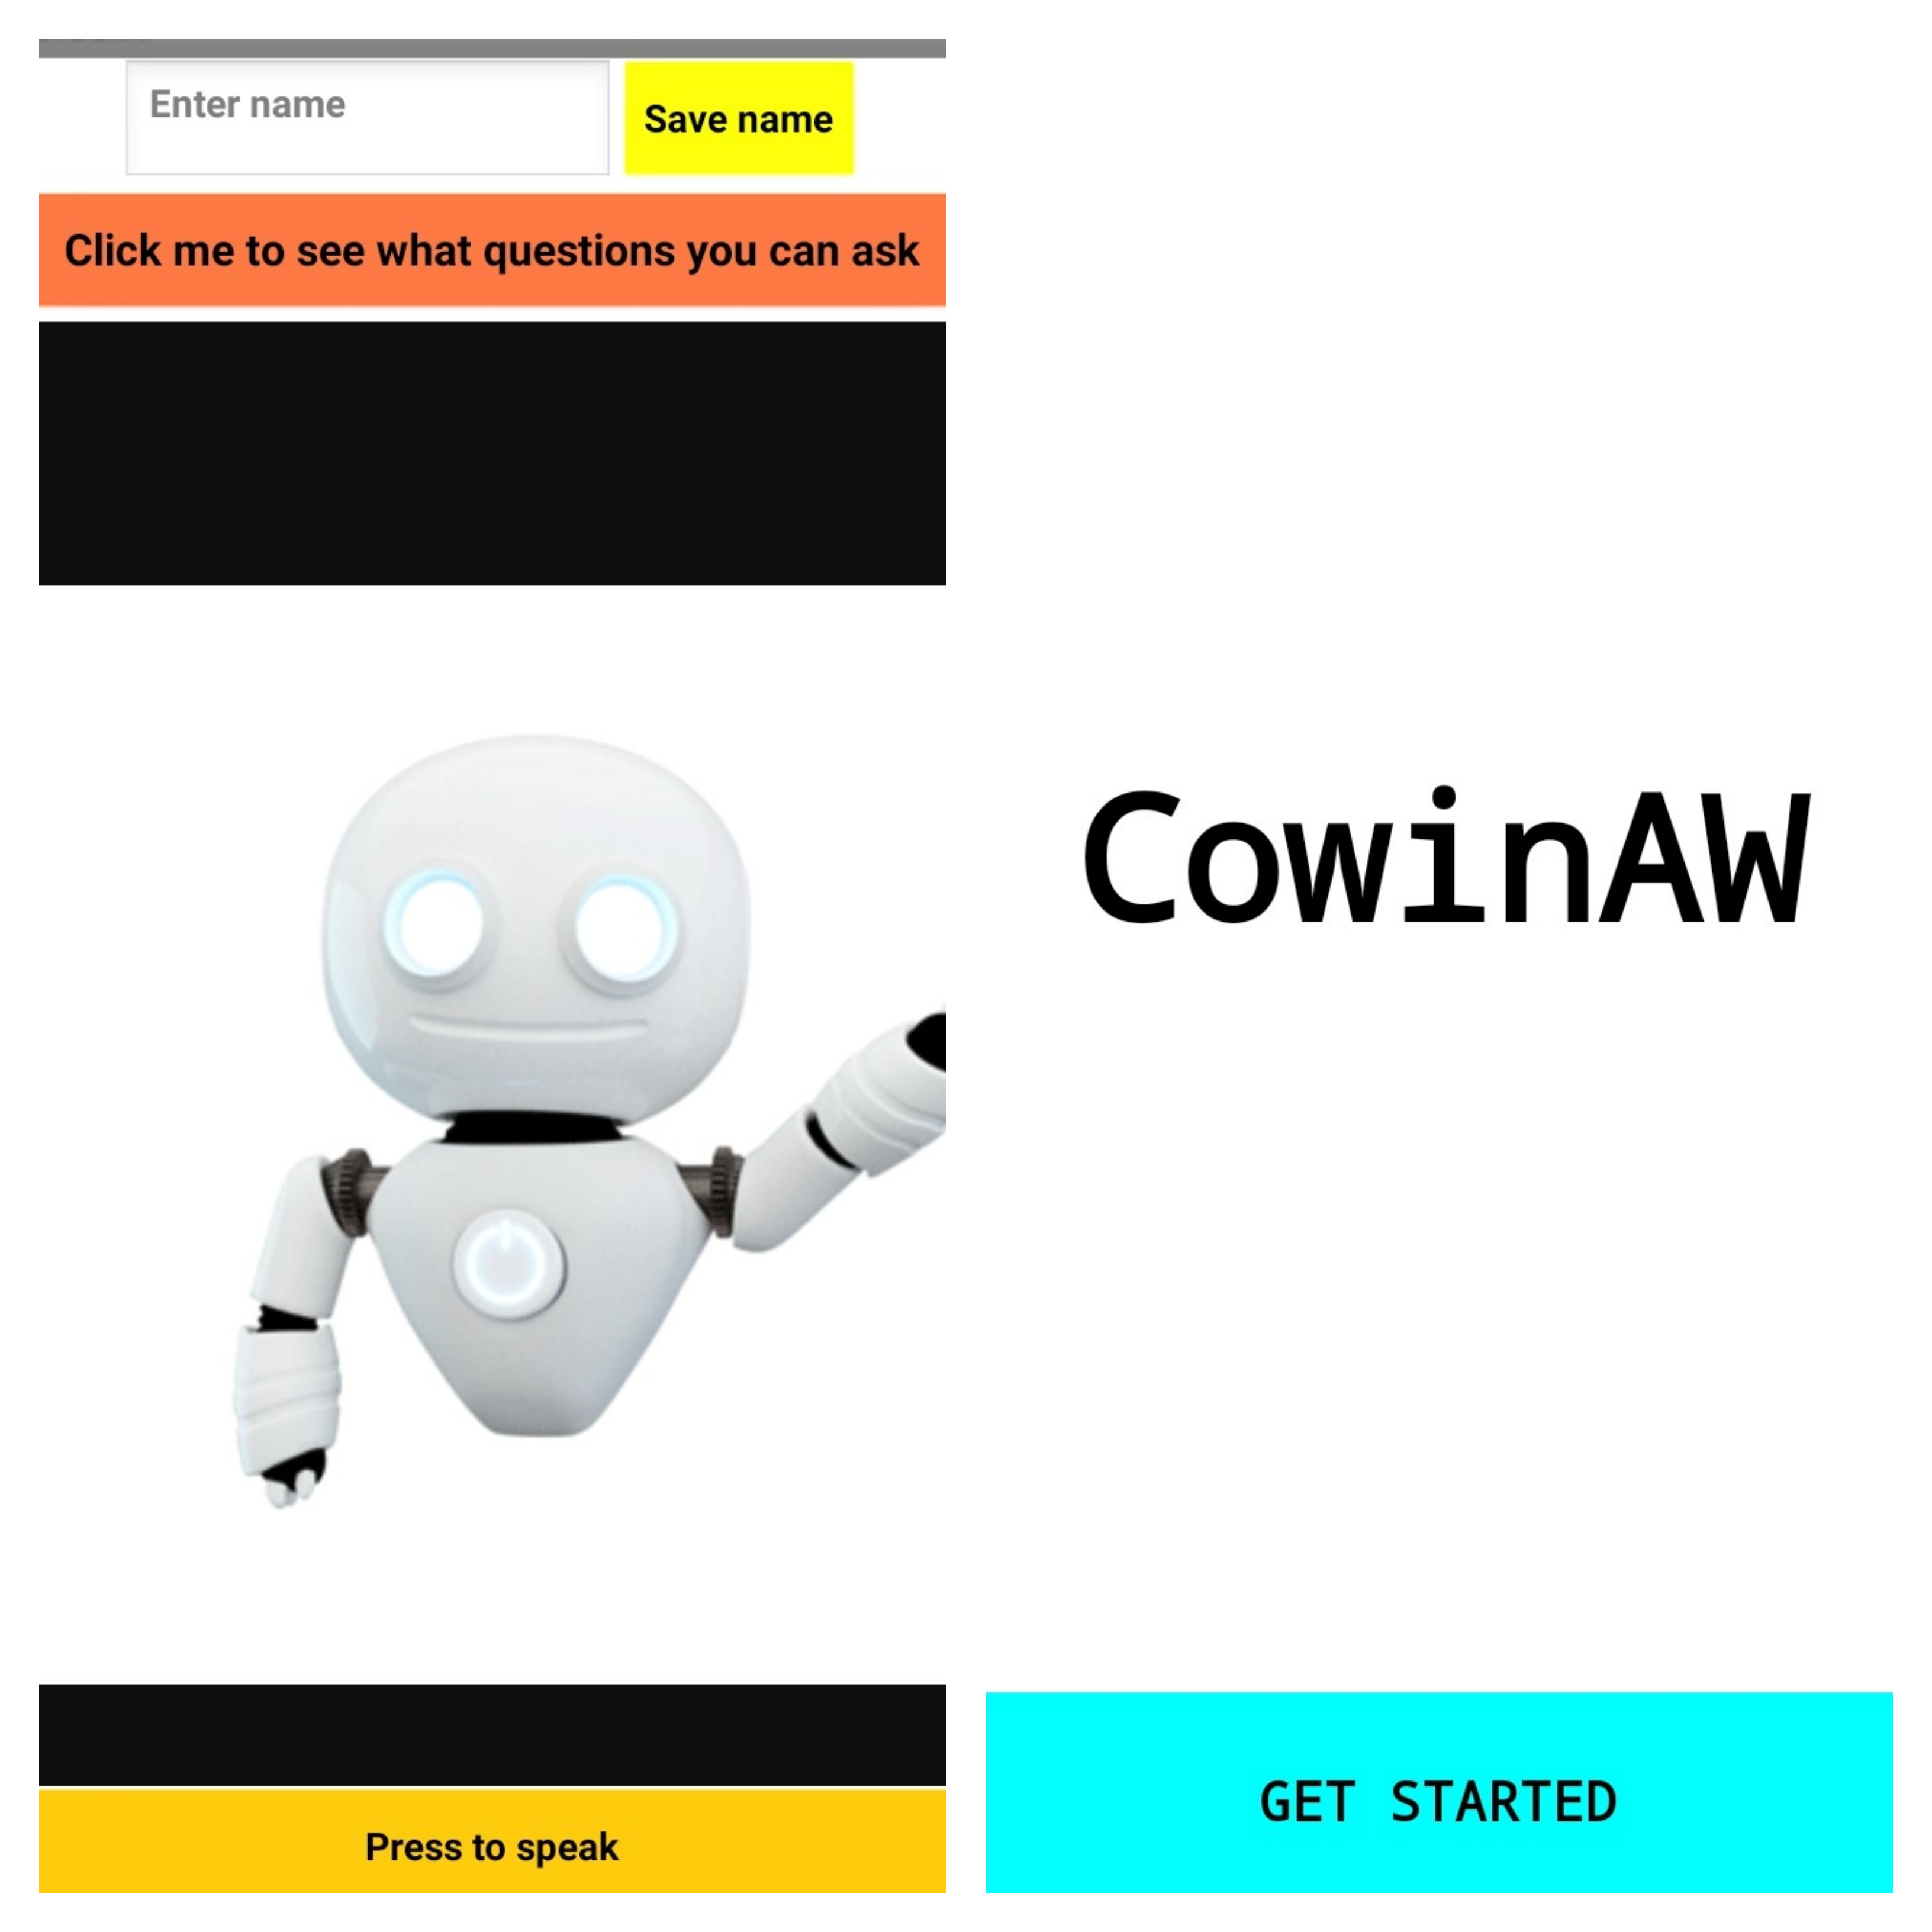 Enter name
Save name
Click me to see what questions you can ask
Press to speak
CowinAW
GET STARTED